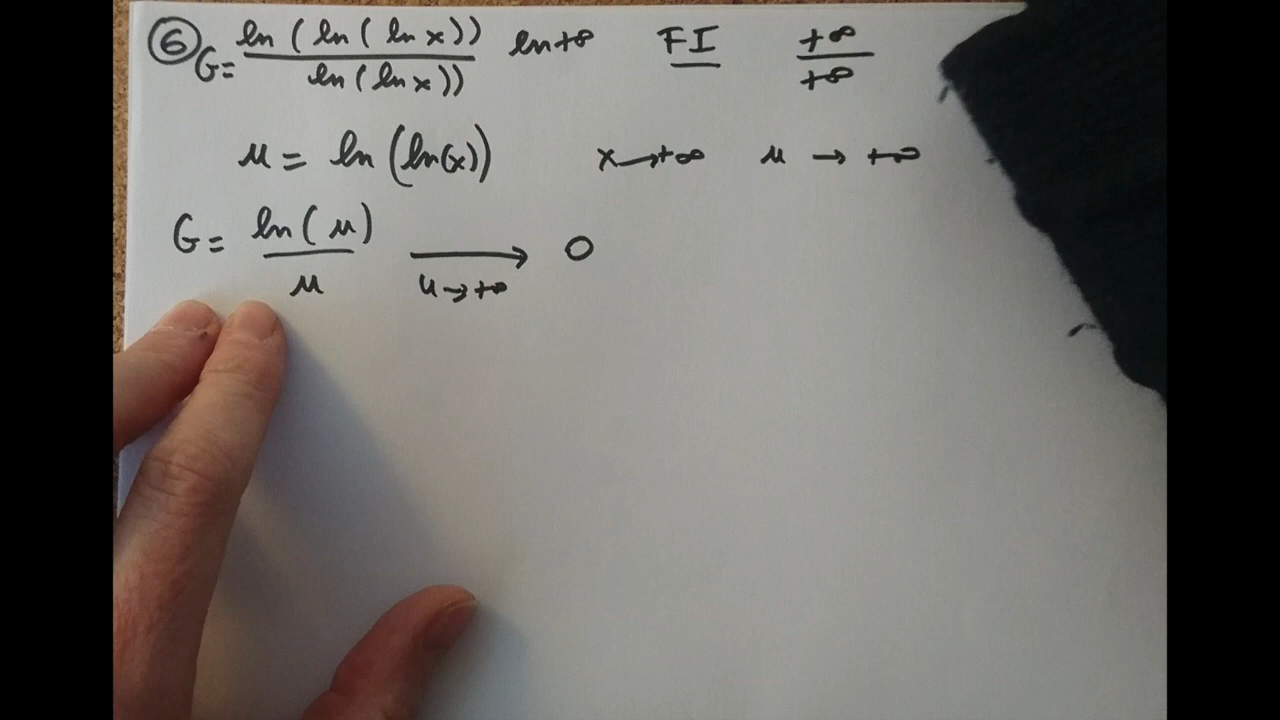 ⑥ G = ln(ln(ln x)) / ln(ln x)) en +∞ FI +∞ / +∞
u = ln(ln(x)) x → +∞ u → +∞
G = ln(u) / u → 0 u → +∞